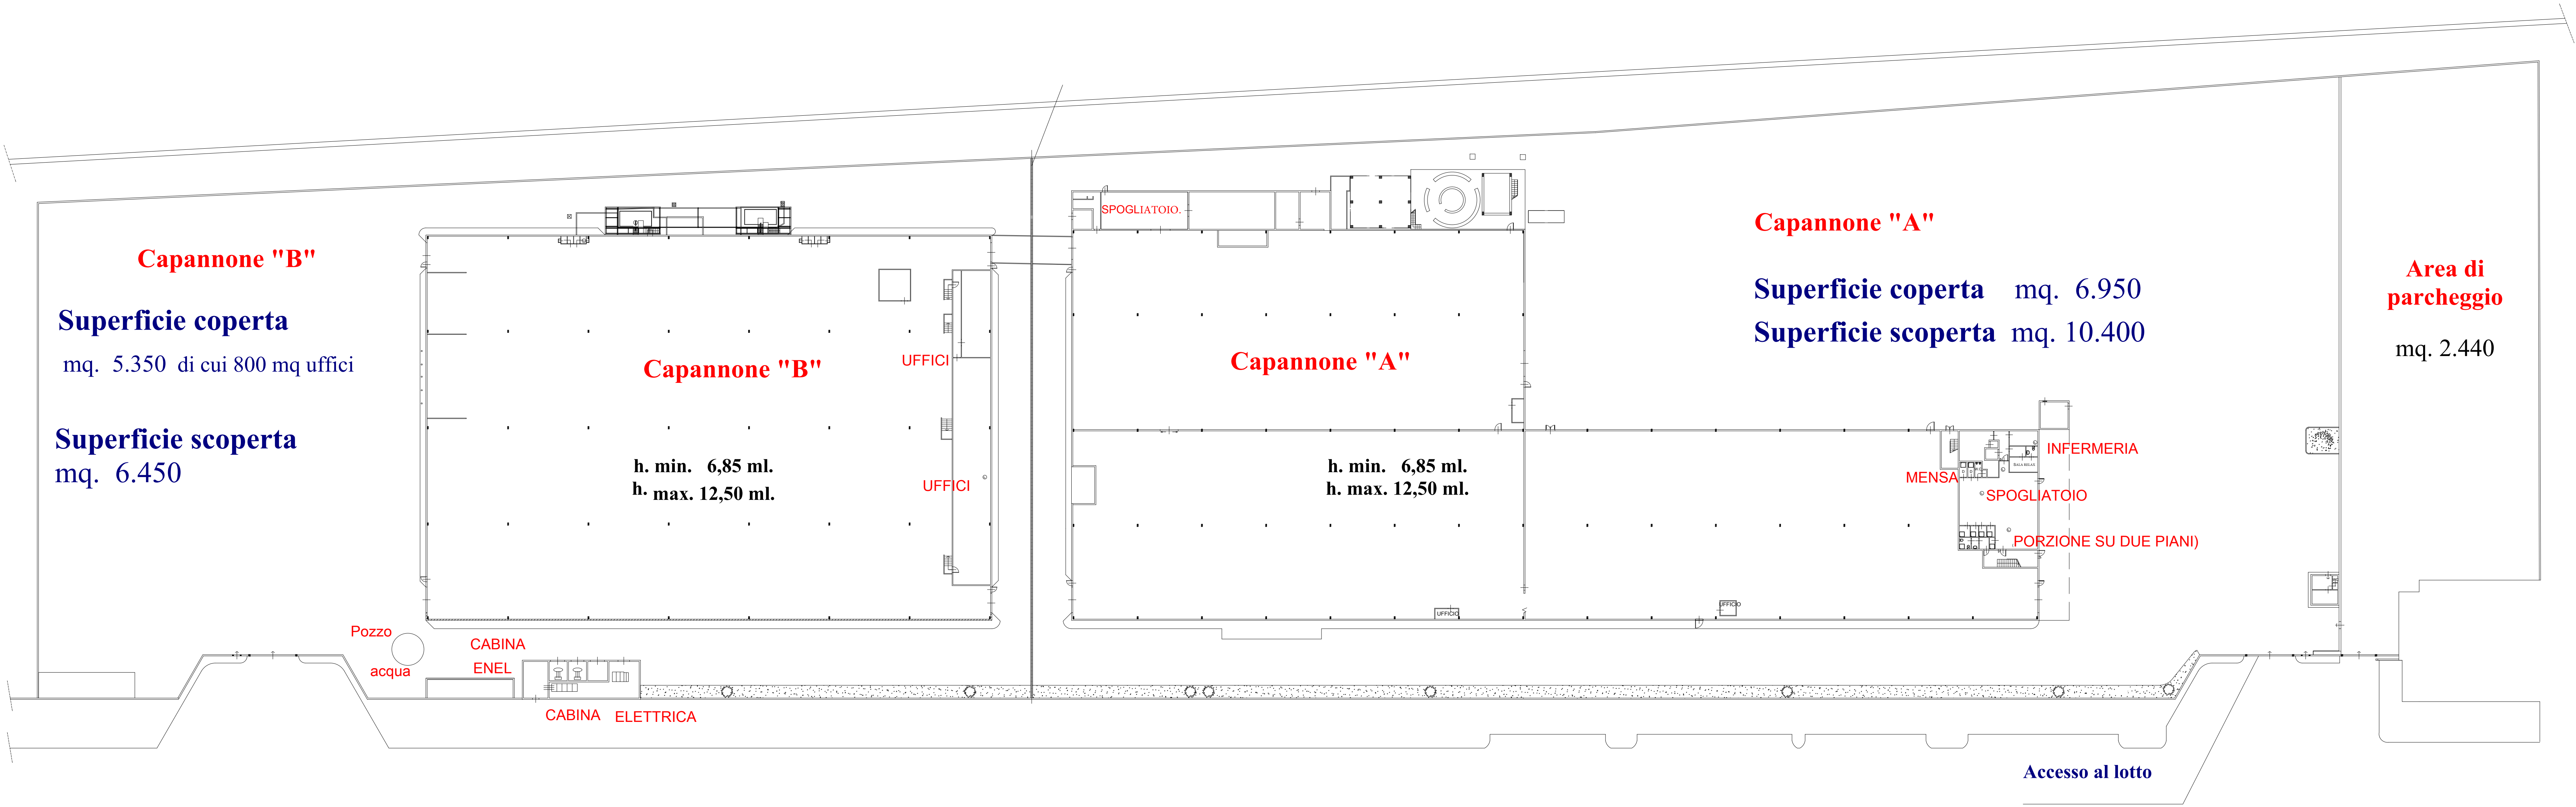 Capannone "B"
Superficie coperta
mq. 5.350 di cui 800 mq uffici
Superficie scoperta
mq. 6.450
Capannone "B"
h. min. 6,85 ml.
h. max. 12,50 ml.
UFFICI
UFFICI
Pozzo
acqua
CABINA
ENEL
CABINA ELETTRICA
SPOGLIATOIO.
Capannone "A"
h. min. 6,85 ml.
h. max. 12,50 ml.
UFFICIO
UFFICIO
Capannone "A"
Superficie coperta mq. 6.950
Superficie scoperta mq. 10.400
INFERMERIA
MENSA
SPOGLIATOIO
PORZIONE SU DUE PIANI)
Area di
parcheggio
mq. 2.440
Accesso al lotto